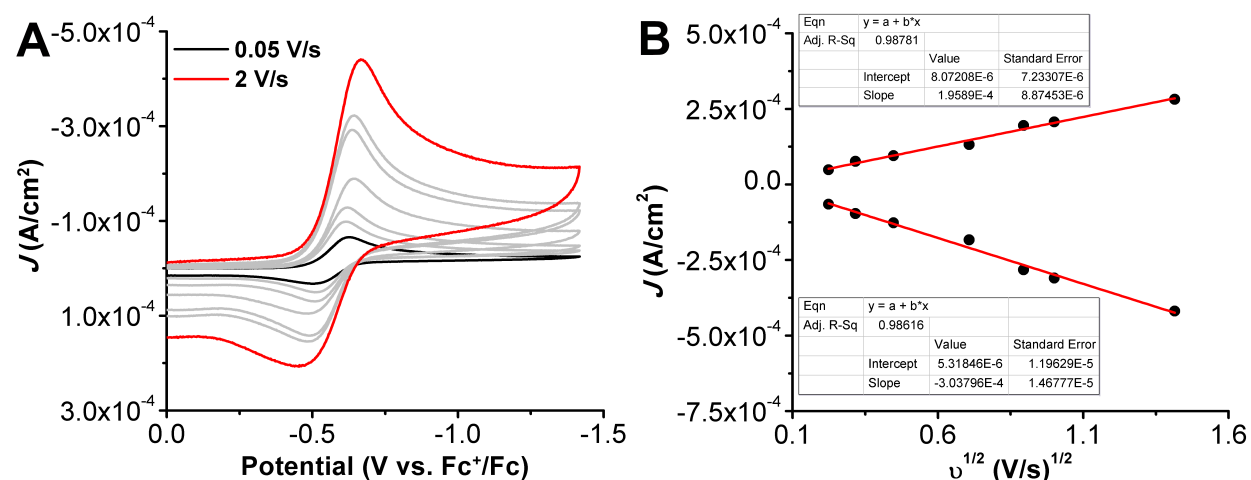 A
0.05 V/s
2 V/s
-5.0x10⁻⁴
-3.0x10⁻⁴
-1.0x10⁻⁴
1.0x10⁻⁴
3.0x10⁻⁴
J (A/cm²)
0.0 -0.5 -1.0 -1.5
Potential (V vs. Fc⁺/Fc)
B
5.0x10⁻⁴
2.5x10⁻⁴
0.0
-2.5x10⁻⁴
-5.0x10⁻⁴
-7.5x10⁻⁴
J (A/cm²)
Eqn y = a + b*x
Adj. R-Sq 0.98781
Value Standard Error
Intercept 8.07208E-6 7.23307E-6
Slope 1.9589E-4 8.87453E-6
Eqn y = a + b*x
Adj. R-Sq 0.98616
Value Standard Error
Intercept 5.31846E-6 1.19629E-5
Slope -3.03796E-4 1.46777E-5
0.1 0.6 1.1 1.6
υ¹ᐟ² (V/s)¹ᐟ²